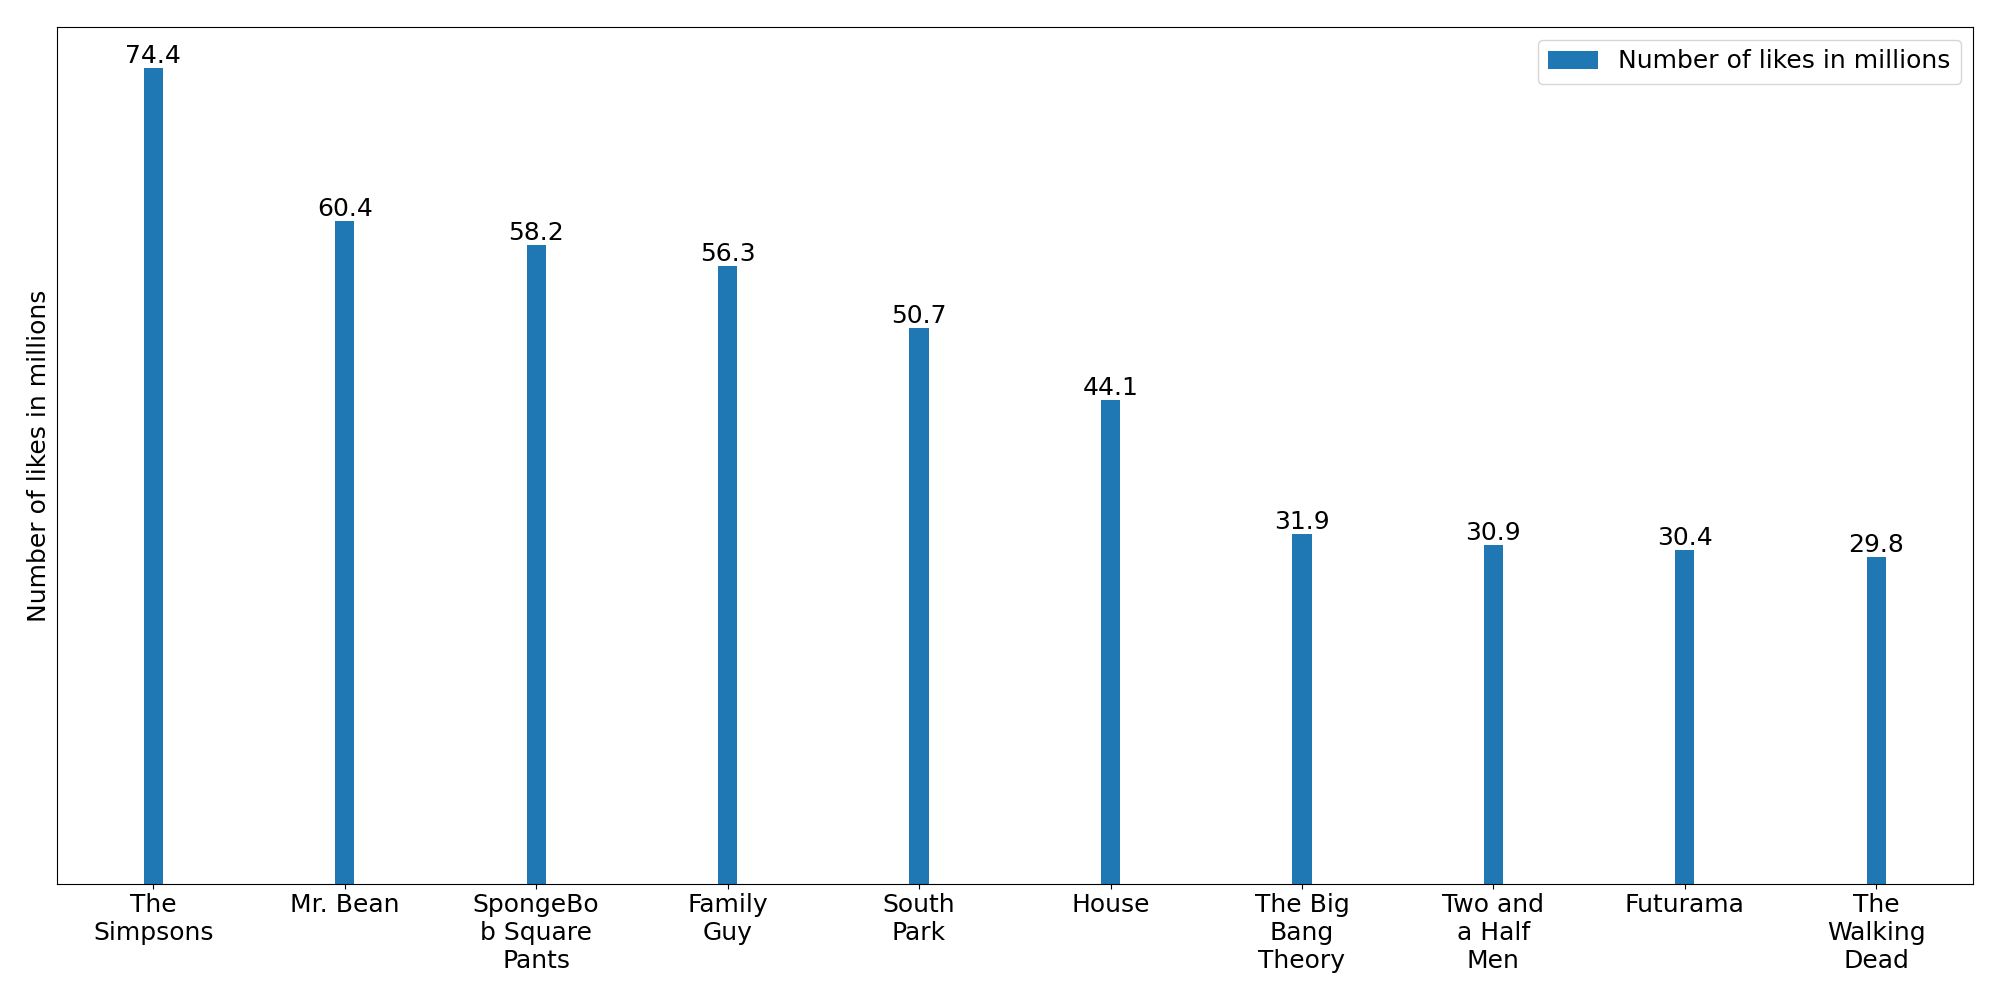 74.4
60.4
58.2
56.3
50.7
44.1
31.9
30.9
30.4
29.8
Number of likes in millions
Number of likes in millions
The
Simpsons
Mr. Bean
SpongeBo
b Square
Pants
Family
Guy
South
Park
House
The Big
Bang
Theory
Two and
a Half
Men
Futurama
The
Walking
Dead